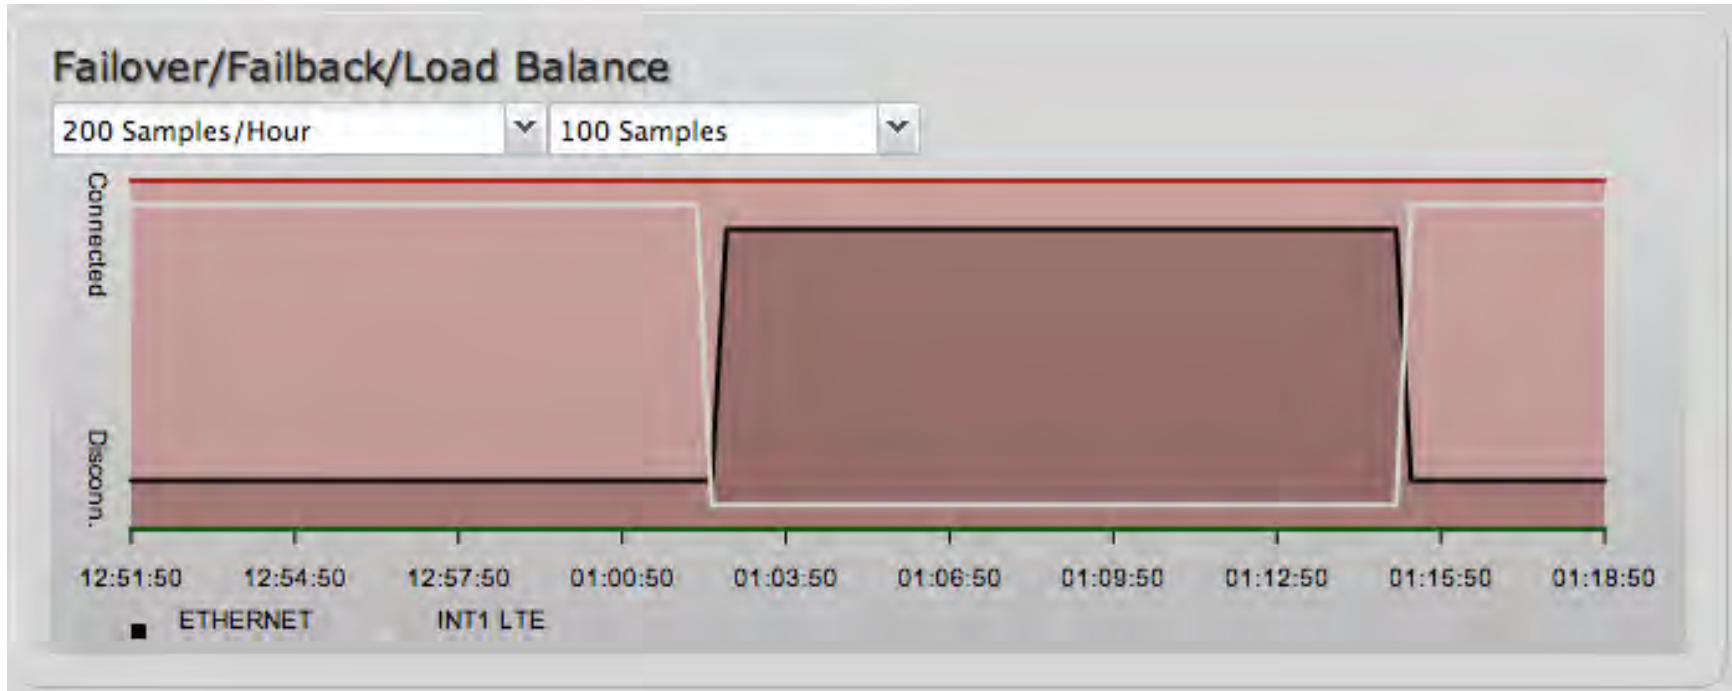 Failover/Failback/Load Balance
200 Samples/Hour 100 Samples
Connected
Disconn.
12:51:50 12:54:50 12:57:50 01:00:50 01:03:50 01:06:50 01:09:50 01:12:50 01:15:50 01:18:50
ETHERNET INT1 LTE